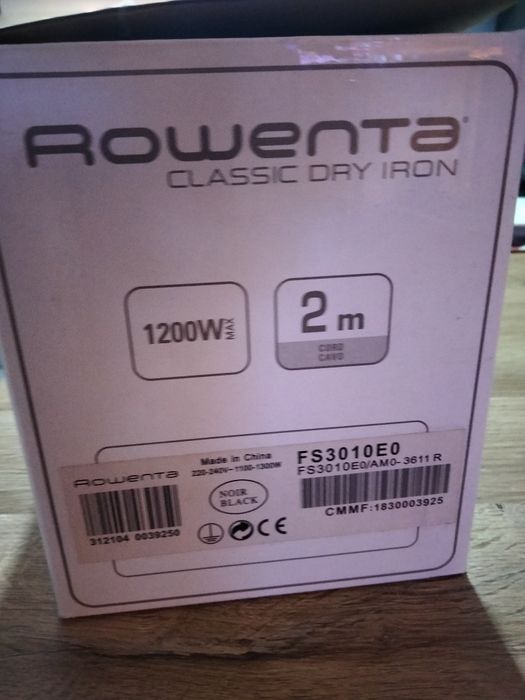 Rowenta
CLASSIC DRY IRON
1200W MAX
2 m
CORD
CAVO
Rowenta
Made in China
220-240V~1100-1300W
NOIR
BLACK
FS3010E0
FS3010E0/AM0-3611 R
312104 0039250
CE
CMMF:1830003925